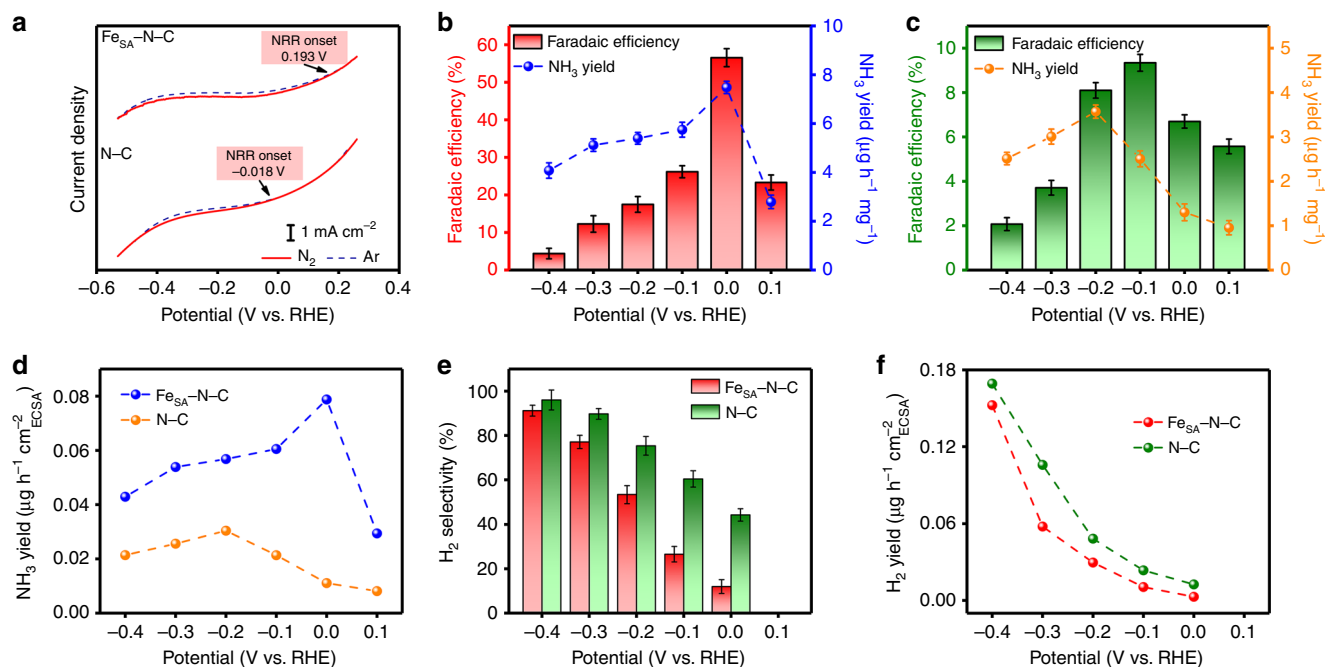 a
Fe_SA–N–C
NRR onset
0.193 V
N–C
NRR onset
−0.018 V
1 mA cm⁻²
N₂
Ar
Current density
−0.6 −0.4 −0.2 0.0 0.2 0.4
Potential (V vs. RHE)
b
Faradaic efficiency
NH₃ yield
Faradaic efficiency (%)
60
50
40
30
20
10
0
NH₃ yield (µg h⁻¹ mg⁻¹)
10
8
6
4
2
0
−0.4 −0.3 −0.2 −0.1 0.0 0.1
Potential (V vs. RHE)
c
Faradaic efficiency
NH₃ yield
Faradaic efficiency (%)
10
8
6
4
2
0
NH₃ yield (µg h⁻¹ mg⁻¹)
5
4
3
2
1
0
−0.4 −0.3 −0.2 −0.1 0.0 0.1
Potential (V vs. RHE)
d
Fe_SA–N–C
N–C
NH₃ yield (µg h⁻¹ cm⁻²_ECSA)
0.08
0.06
0.04
0.02
0.00
−0.4 −0.3 −0.2 −0.1 0.0 0.1
Potential (V vs. RHE)
e
Fe_SA–N–C
N–C
H₂ selectivity (%)
100
80
60
40
20
0
−0.4 −0.3 −0.2 −0.1 0.0 0.1
Potential (V vs. RHE)
f
Fe_SA–N–C
N–C
H₂ yield (µg h⁻¹ cm⁻²_ECSA)
0.18
0.12
0.06
0.00
−0.4 −0.3 −0.2 −0.1 0.0 0.1
Potential (V vs. RHE)